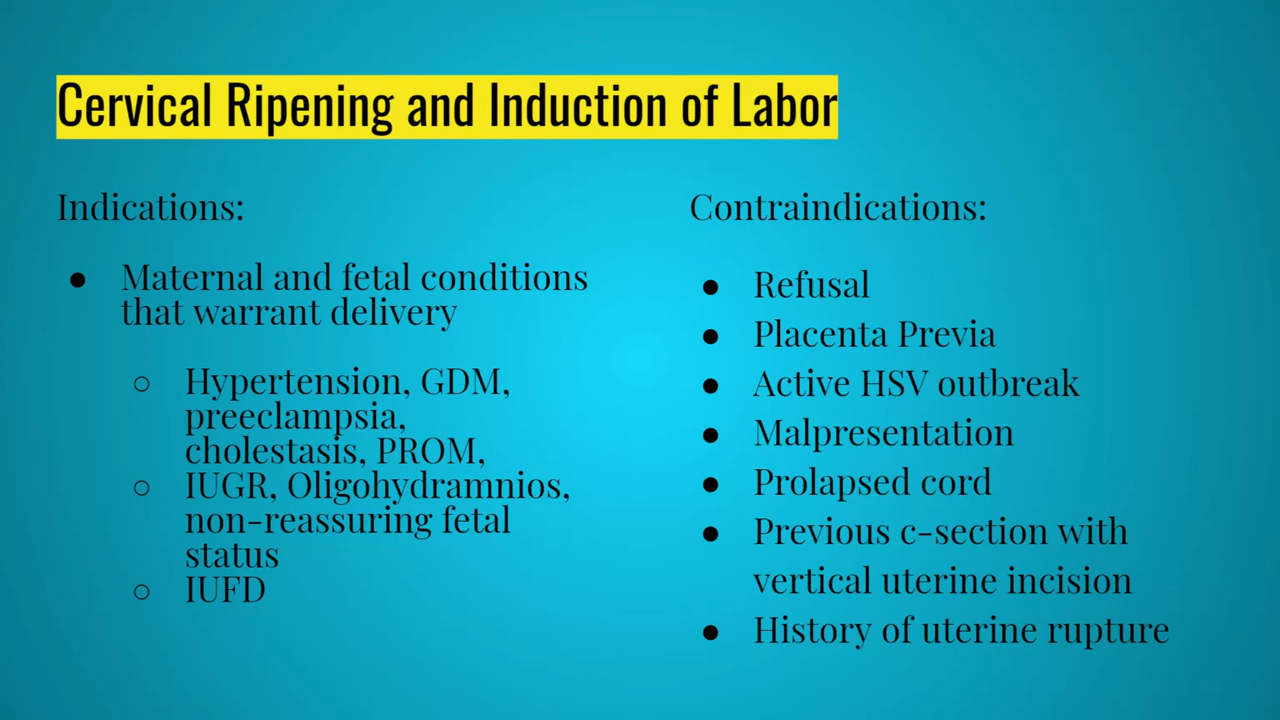 Cervical Ripening and Induction of Labor
Indications:
● Maternal and fetal conditions
that warrant delivery
○ Hypertension, GDM,
preeclampsia,
cholestasis, PROM,
○ IUGR, Oligohydramnios,
non-reassuring fetal
status
○ IUFD
Contraindications:
● Refusal
● Placenta Previa
● Active HSV outbreak
● Malpresentation
● Prolapsed cord
● Previous c-section with
vertical uterine incision
● History of uterine rupture